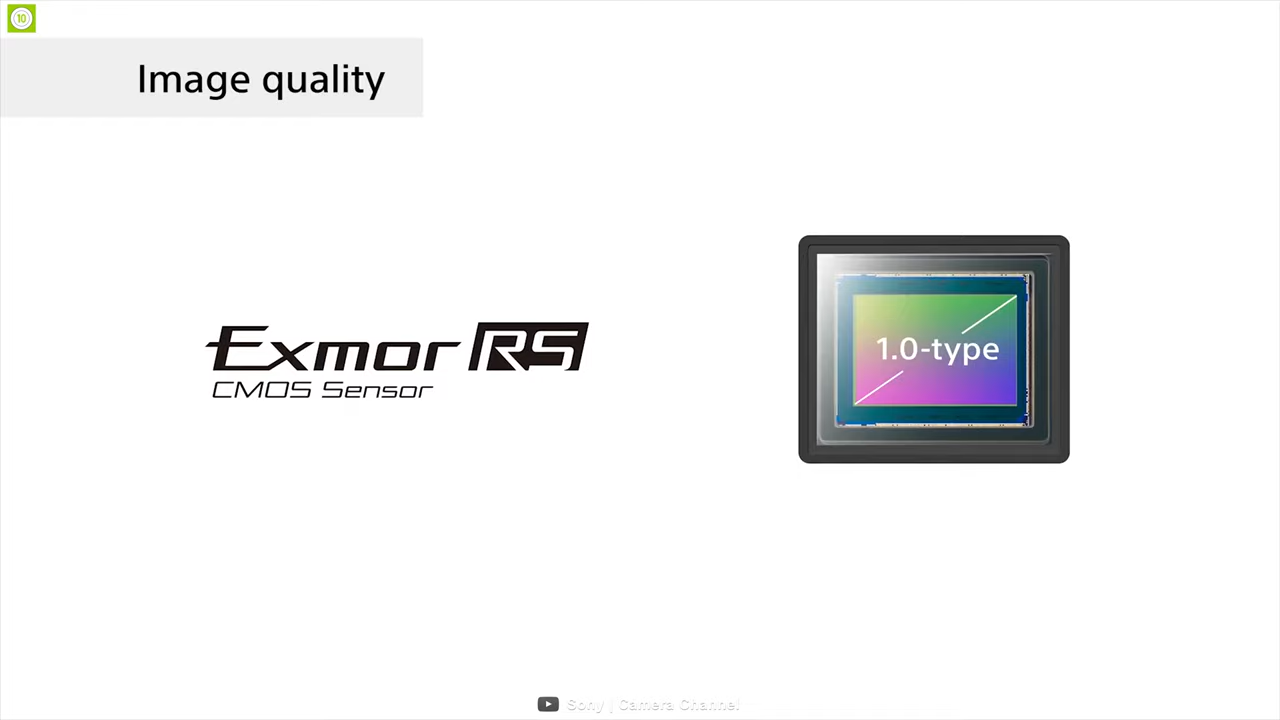 10
Image quality
Exmor RS
CMOS Sensor
1.0-type
Sony | Camera Channel